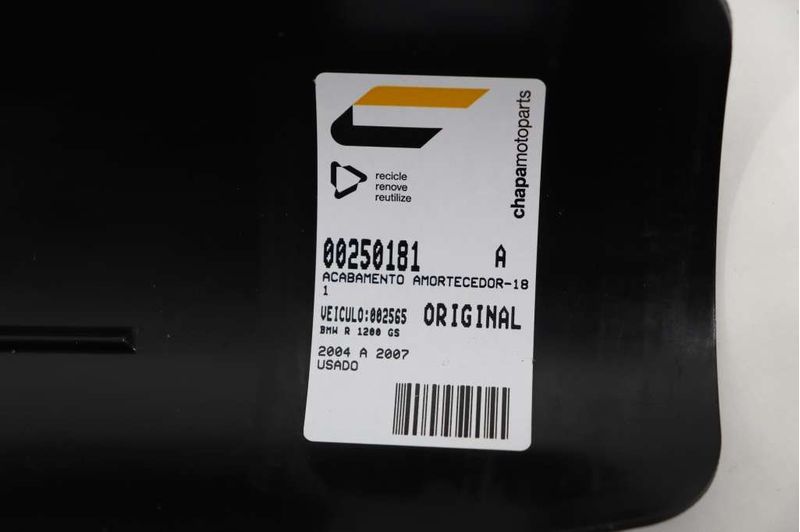 chapamotoparts
recicle
renove
reutilize
00250181 A
ACABAMENTO AMORTECEDOR-18
1
VEICULO:002565 ORIGINAL
BMW R 1200 GS
2004 A 2007
USADO